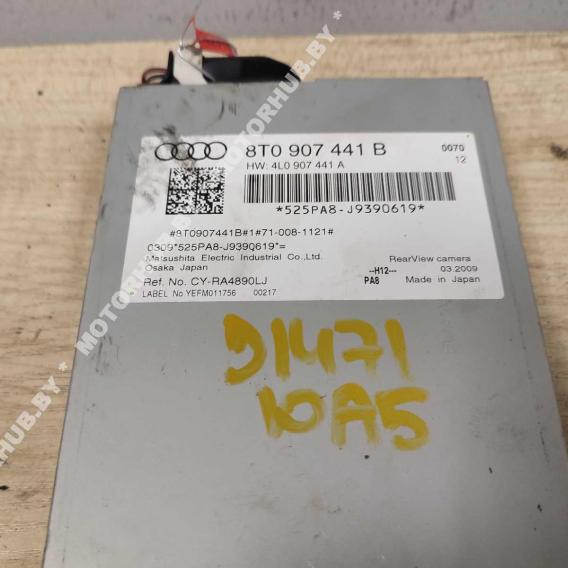 8T0 907 441 B
0070
HW: 4L0 907 441 A
12
*525PA8-J9390619*
#8T0907441B#1#71-008-1121#
0309*525PA8-J9390619*=
Matsushita Electric Industrial Co.,Ltd.
RearView camera
Osaka Japan
--H12---
03.2009
Ref. No. CY-RA4890LJ
PA8
Made in Japan
LABEL No YEFM011756
00217
91471
10A5
* MOTORHUB.BY *